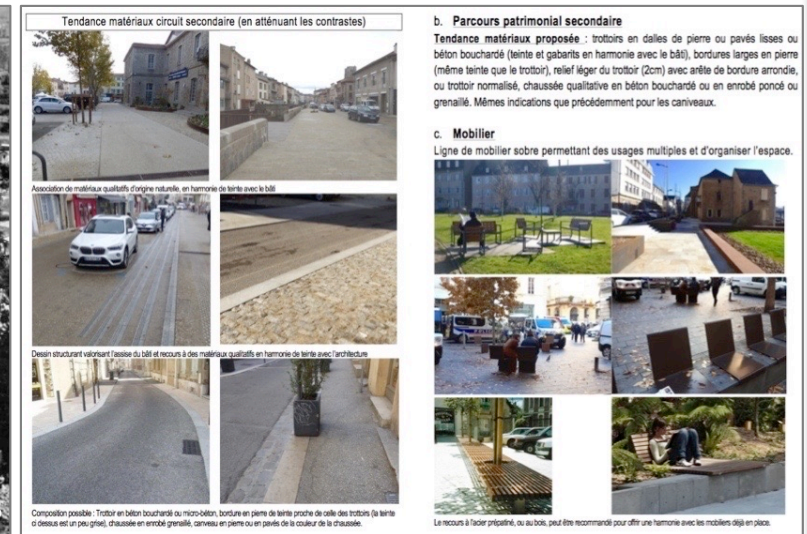 Tendance matériaux circuit secondaire (en atténuant les contrastes)
Association de matériaux qualitatifs d'origine naturelle, en harmonie de teinte avec le bâti
Dessin structurant valorisant l'assise du bâti et recours à des matériaux qualitatifs en harmonie de teinte avec l'architecture
Composition possible : Trottoir en béton bouchardé ou micro-béton, bordure en pierre de teinte proche de celle des trottoirs (la teinte
ci dessus est un peu grise), chaussée en enrobé grenaillé, caniveau en pierre ou en pavés de la couleur de la chaussée.
b. Parcours patrimonial secondaire
Tendance matériaux proposée : trottoirs en dalles de pierre ou pavés lisses ou
béton bouchardé (teinte et gabarits en harmonie avec le bâti), bordures larges en pierre
(même teinte que le trottoir), relief léger du trottoir (2cm) avec arête de bordure arrondie,
ou trottoir normalisé, chaussée qualitative en béton bouchardé ou en enrobé poncé ou
grenaillé. Mêmes indications que précédemment pour les caniveaux.
c. Mobilier
Ligne de mobilier sobre permettant des usages multiples et d'organiser l'espace.
Le recours à l'acier prépatiné, ou au bois, peut être recommandé pour offrir une harmonie avec les mobiliers déjà en place.